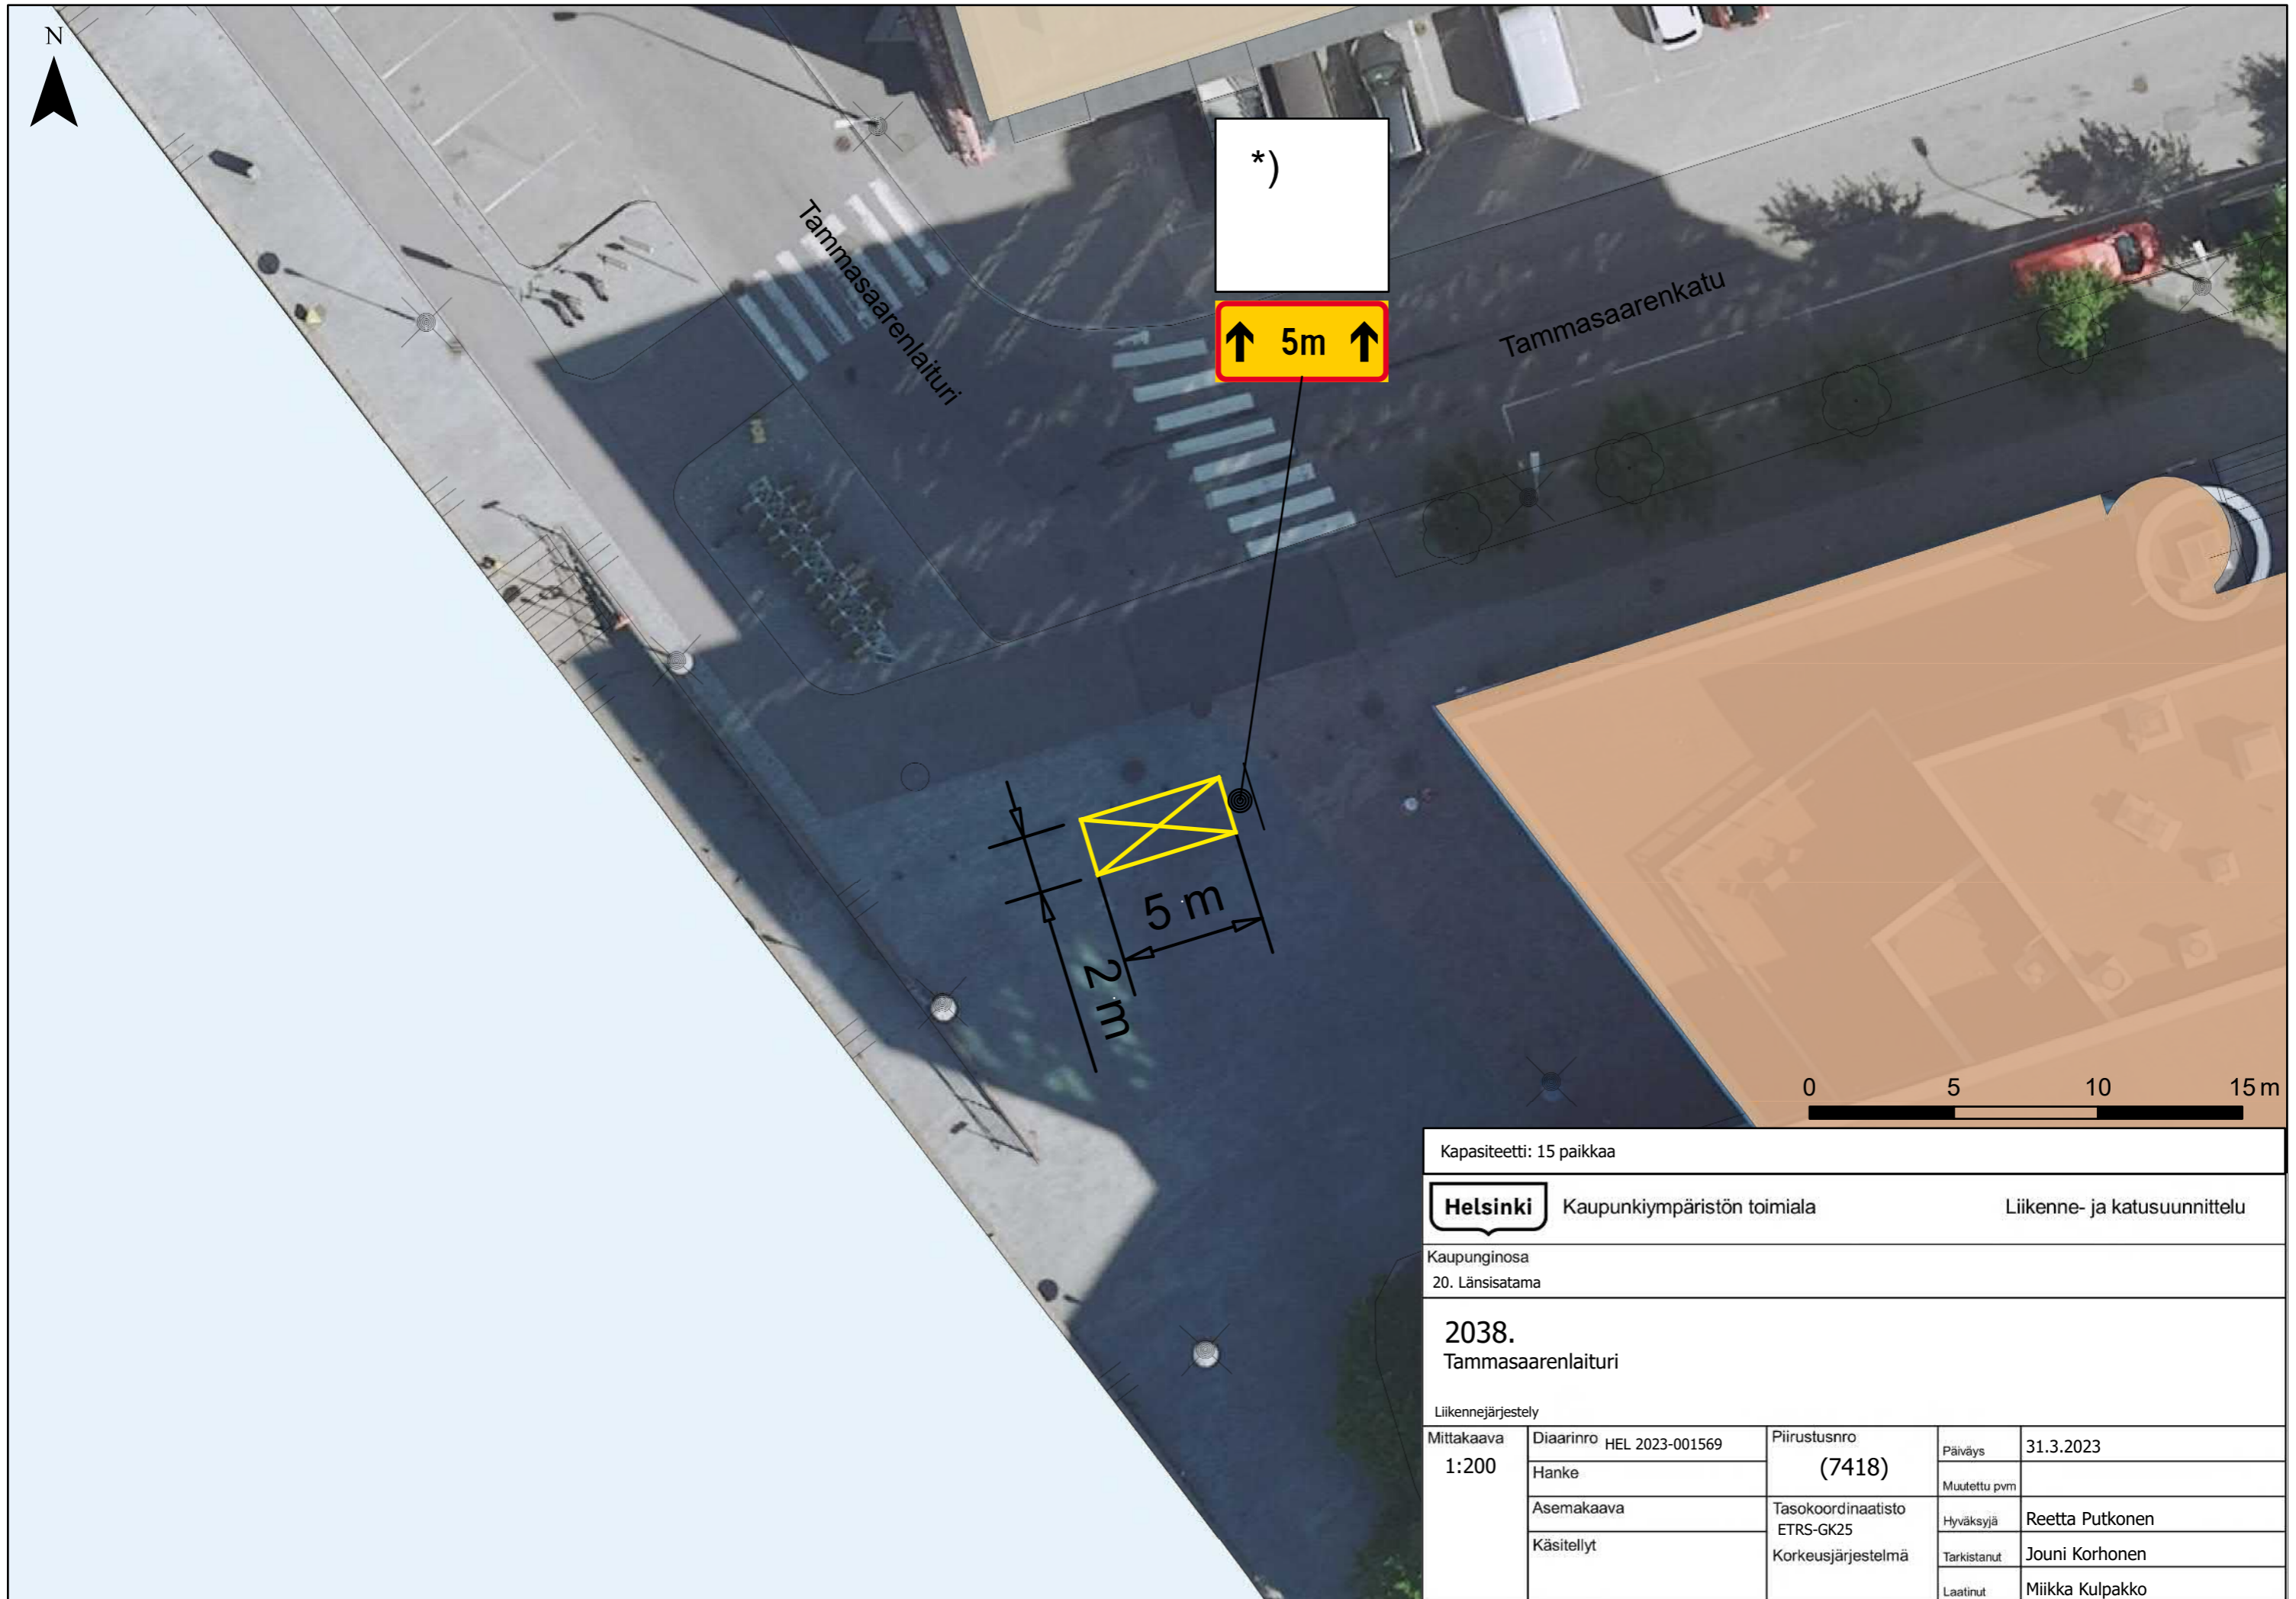 N
*)
↑ 5m ↑
Tammasaarenlaituri
Tammasaarenkatu
5 m
2 m
0 5 10 15 m
Kapasiteetti: 15 paikkaa
Helsinki Kaupunkiympäristön toimiala Liikenne- ja katusuunnittelu
Kaupunginosa
20. Länsisatama
2038.
Tammasaarenlaituri
Liikennejärjestely
Mittakaava
1:200
Diaarinro HEL 2023-001569
Hanke
Asemakaava
Käsitellyt
Piirustusnro
(7418)
Tasokoordinaatisto
ETRS-GK25
Korkeusjärjestelmä
Päiväys 31.3.2023
Muutettu pvm
Hyväksyjä Reetta Putkonen
Tarkistanut Jouni Korhonen
Laatinut Miikka Kulpakko